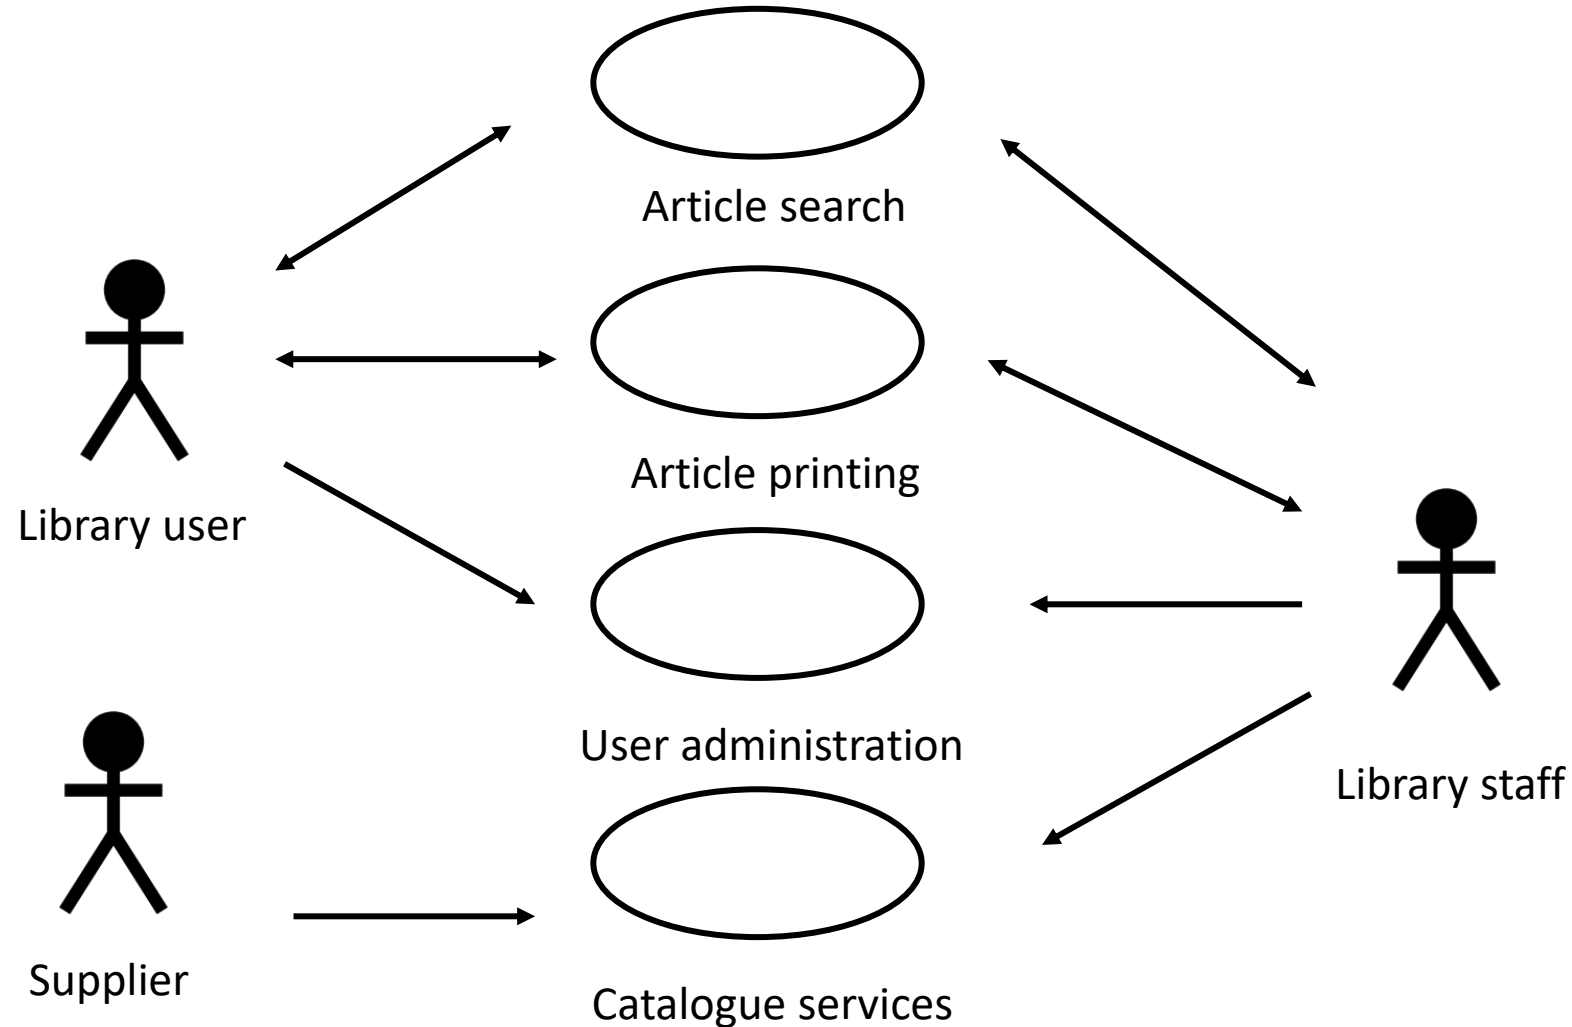 Article search
Article printing
Library user
User administration
Library staff
Supplier
Catalogue services